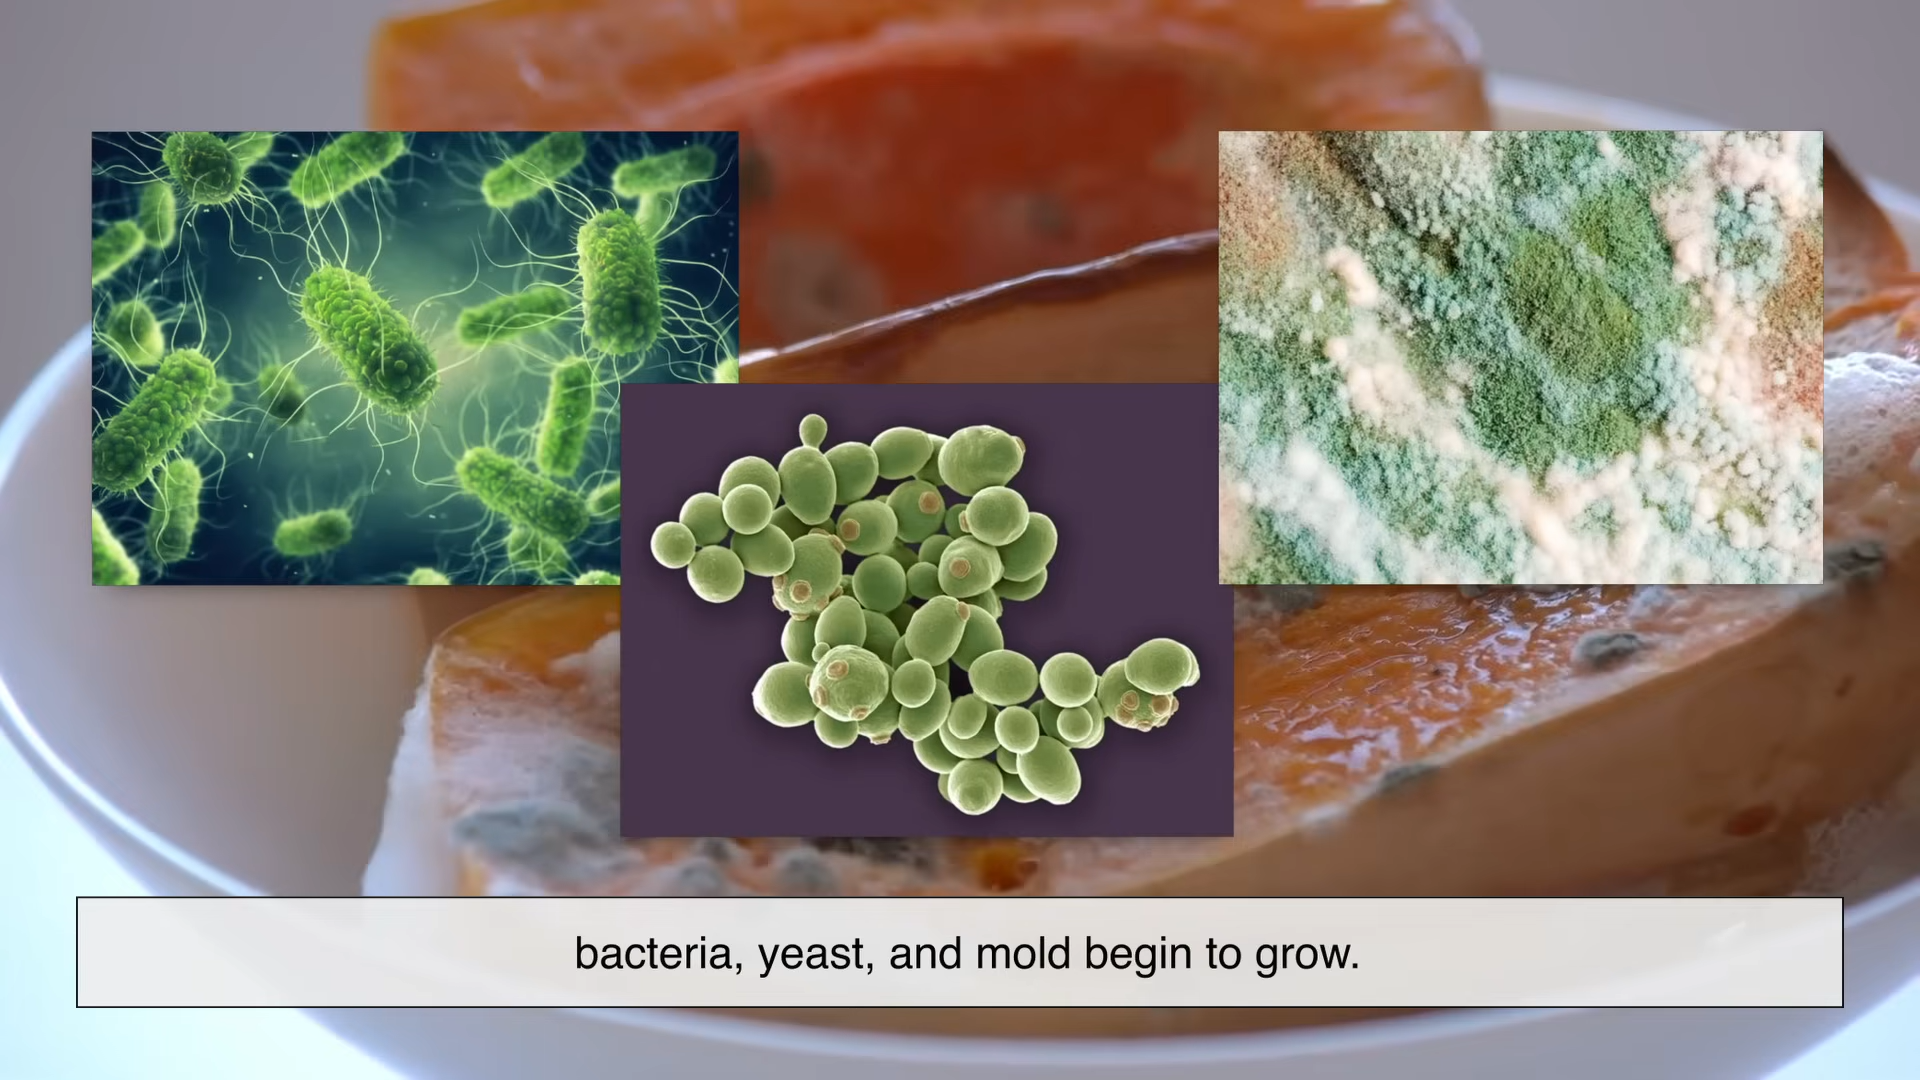 bacteria, yeast, and mold begin to grow.